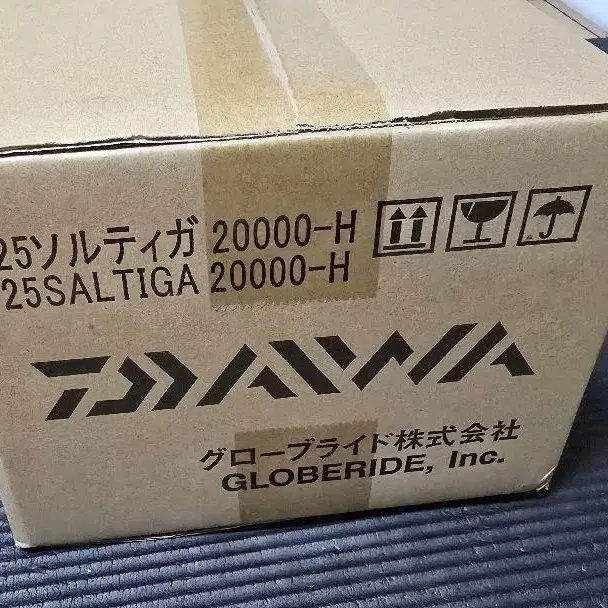 25ソルティガ 20000-H
25SALTIGA 20000-H
DAIWA
グローブライド株式会社
GLOBERIDE, Inc.